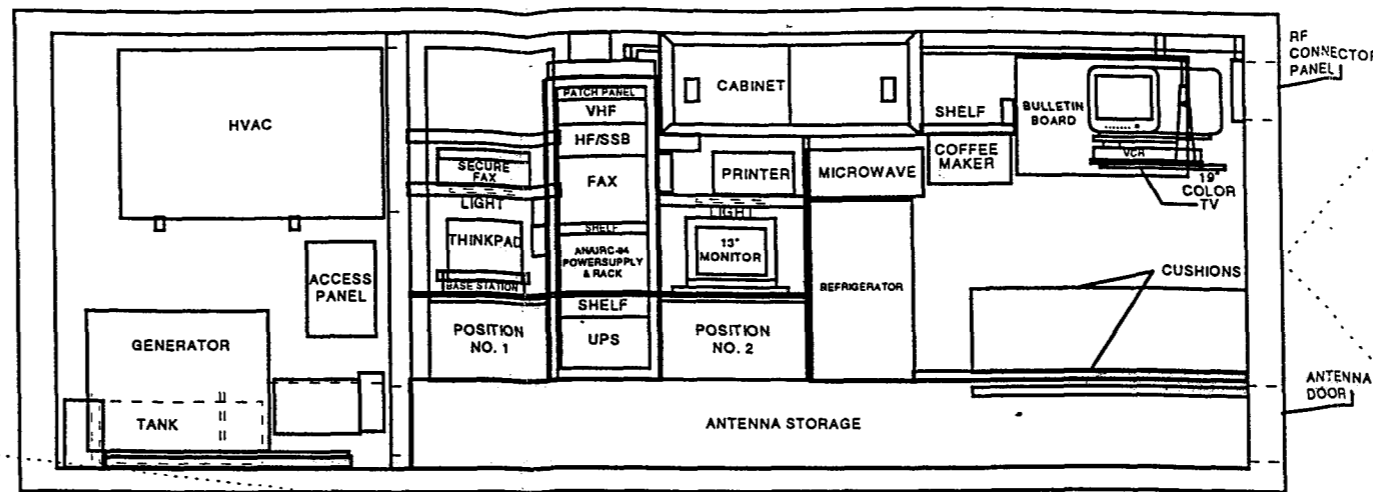 HVAC
ACCESS
PANEL
GENERATOR
TANK
SECURE
FAX
LIGHT
THINKPAD
BASE STATION
POSITION
NO. 1
PATCH PANEL
VHF
HF/SSB
FAX
SHELF
AN/ARC-94
POWERSUPPLY
& RACK
SHELF
UPS
CABINET
PRINTER
LIGHT
13"
MONITOR
POSITION
NO. 2
MICROWAVE
REFRIGERATOR
SHELF
COFFEE
MAKER
BULLETIN
BOARD
VCR
19"
COLOR
TV
CUSHIONS
ANTENNA STORAGE
RF
CONNECTOR
PANEL
ANTENNA
DOOR